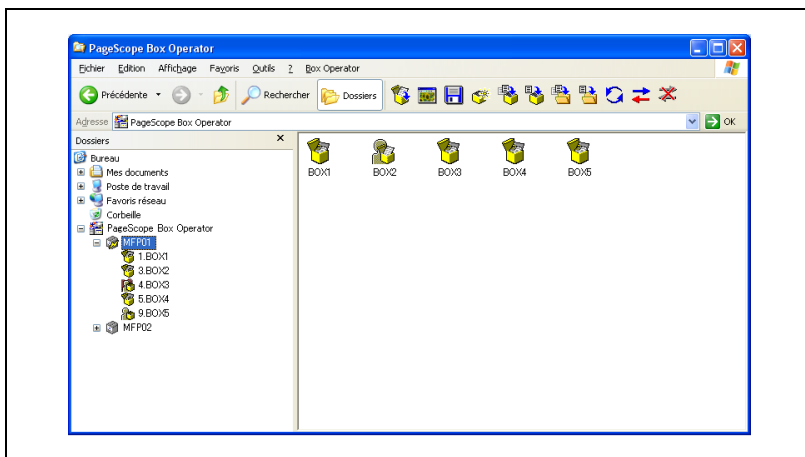 PageScope Box Operator
Fichier Edition Affichage Favoris Outils ? Box Operator
Précédente Rechercher Dossiers
Adresse PageScope Box Operator OK
Dossiers
Bureau
Mes documents
Poste de travail
Favoris réseau
Corbeille
PageScope Box Operator
MFP01
1.BOX1
3.BOX2
4.BOX3
5.BOX4
9.BOX5
MFP02
BOX1 BOX2 BOX3 BOX4 BOX5